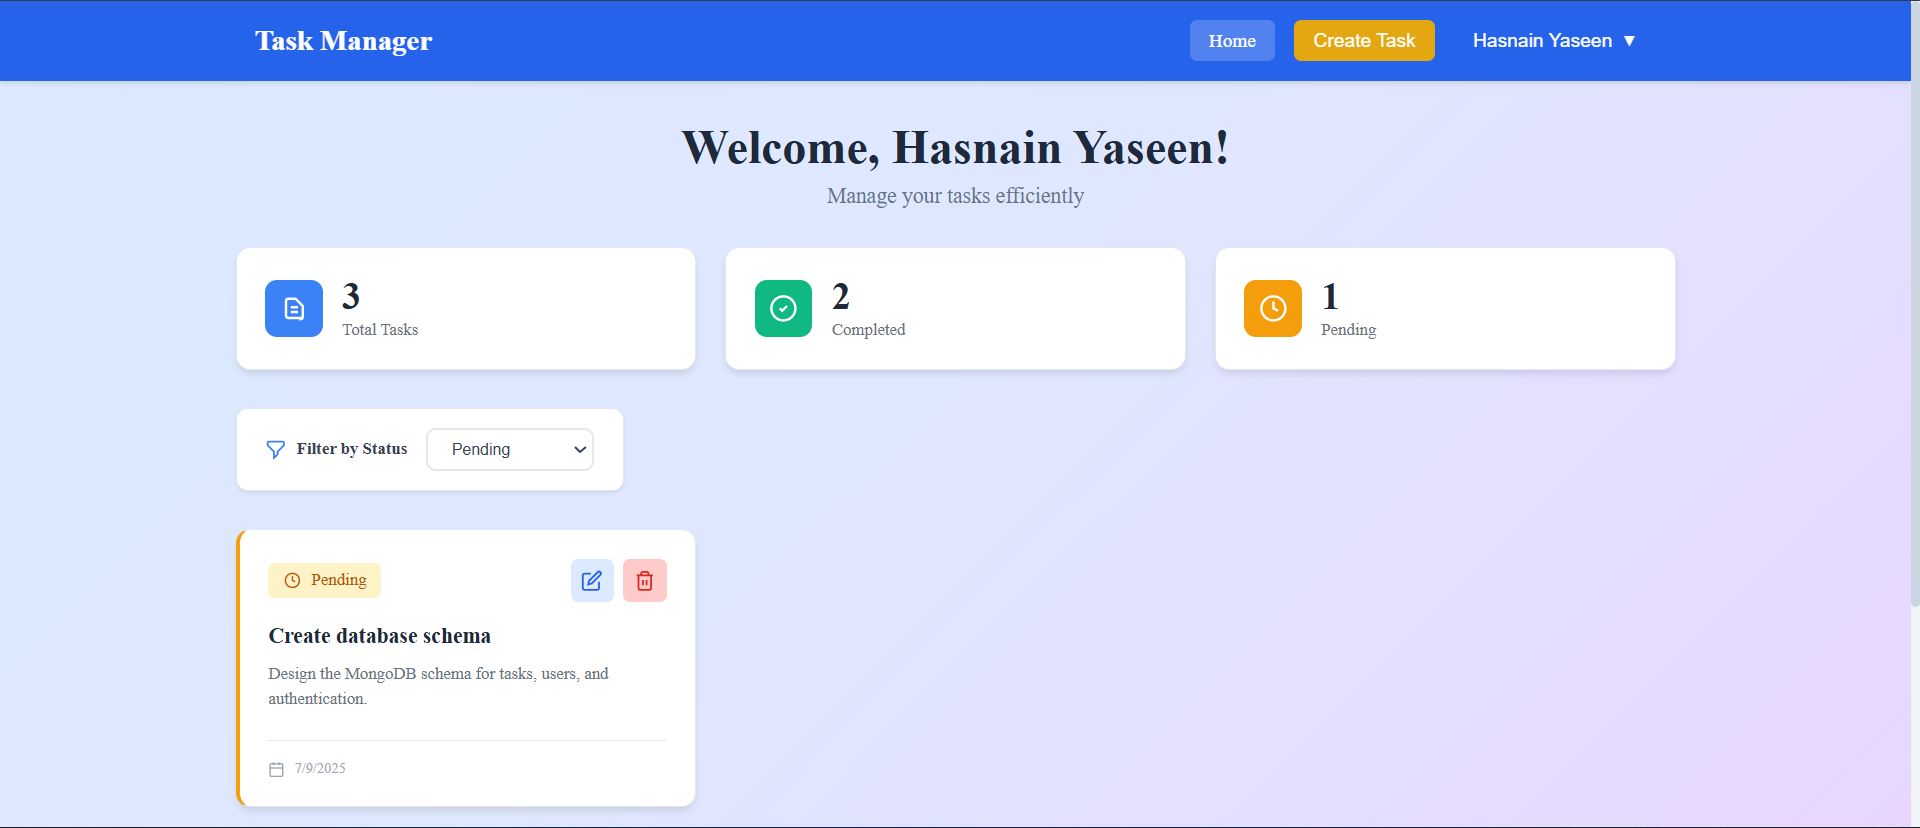 Task Manager
Home
Create Task
Hasnain Yaseen ▼
Welcome, Hasnain Yaseen!
Manage your tasks efficiently
3
Total Tasks
2
Completed
1
Pending
Filter by Status
Pending
Pending
Create database schema
Design the MongoDB schema for tasks, users, and
authentication.
7/9/2025